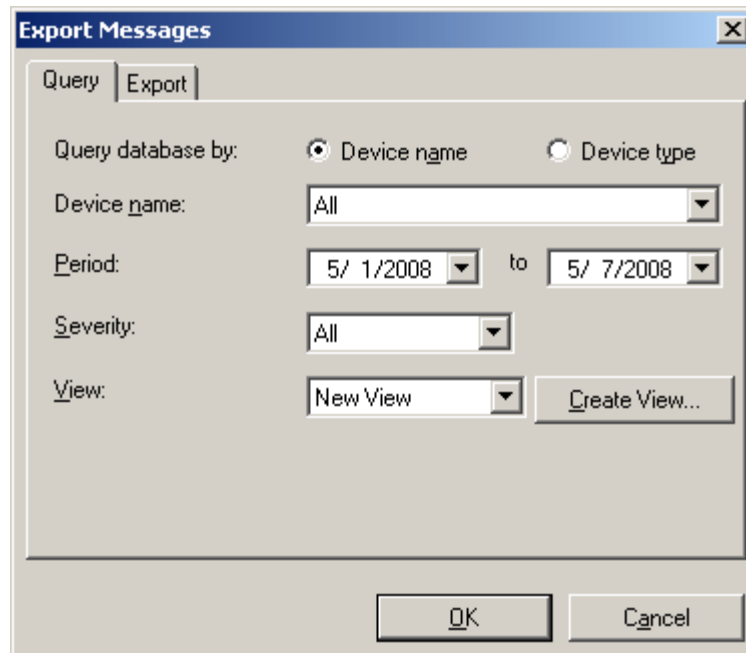 Export Messages
Query Export
Query database by: Device name Device type
Device name: All
Period: 5/ 1/2008 to 5/ 7/2008
Severity: All
View: New View Create View...
OK Cancel